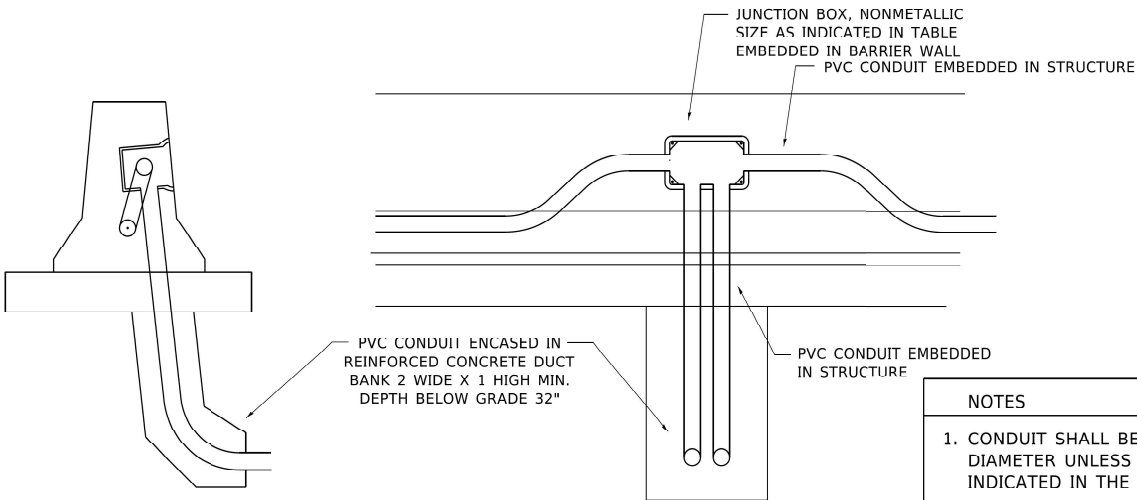 JUNCTION BOX, NONMETALLIC
SIZE AS INDICATED IN TABLE
EMBEDDED IN BARRIER WALL
PVC CONDUIT EMBEDDED IN STRUCTURE
PVC CONDUIT ENCASED IN
REINFORCED CONCRETE DUCT
BANK 2 WIDE X 1 HIGH MIN.
DEPTH BELOW GRADE 32"
PVC CONDUIT EMBEDDED
IN STRUCTURE
NOTES
1. CONDUIT SHALL BE
DIAMETER UNLESS
INDICATED IN THE